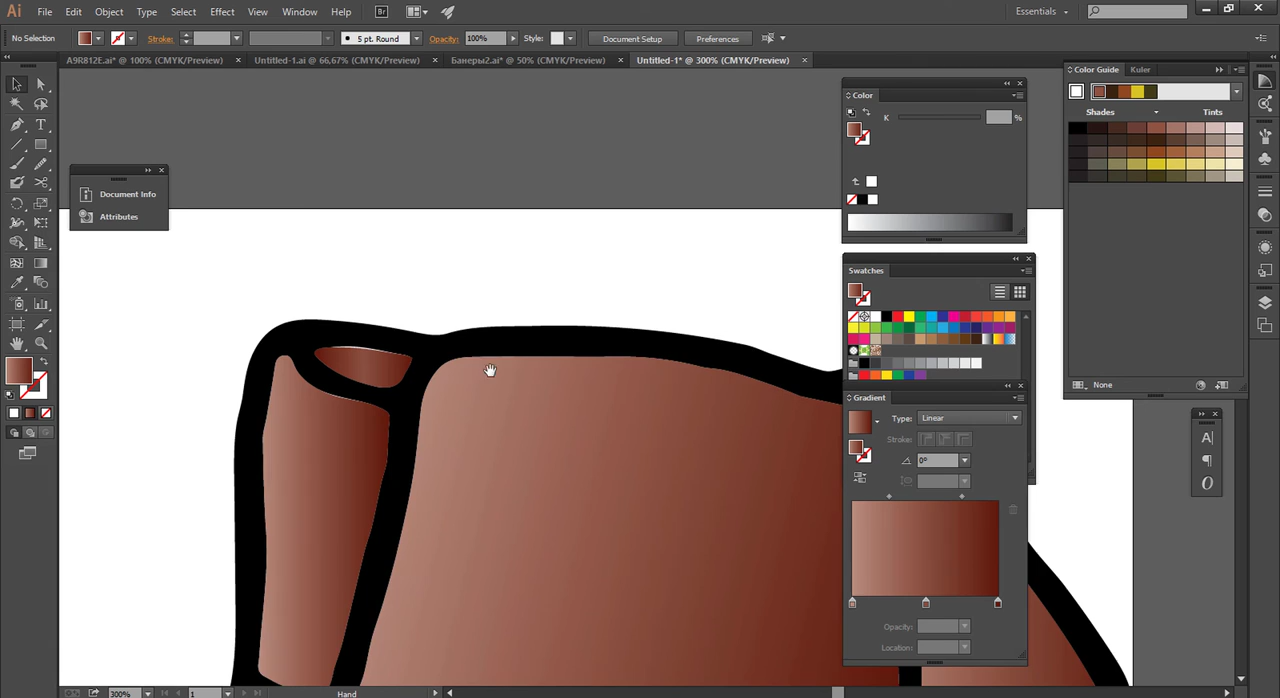 Ai File Edit Object Type Select Effect View Window Help Br Essentials
No Selection Stroke: 5 pt. Round Opacity: 100% Style: Document Setup Preferences
A9R812E.ai* @ 100% (CMYK/Preview) Untitled-1.ai @ 66.67% (CMYK/Preview) Банеры2.ai* @ 50% (CMYK/Preview) Untitled-1* @ 300% (CMYK/Preview)
Color Guide Kuler
Color
Shades Tints
K %
Document Info
Attributes
Swatches
None
Gradient
Type: Linear
Stroke:
0°
Opacity:
Location:
300% 1 Hand